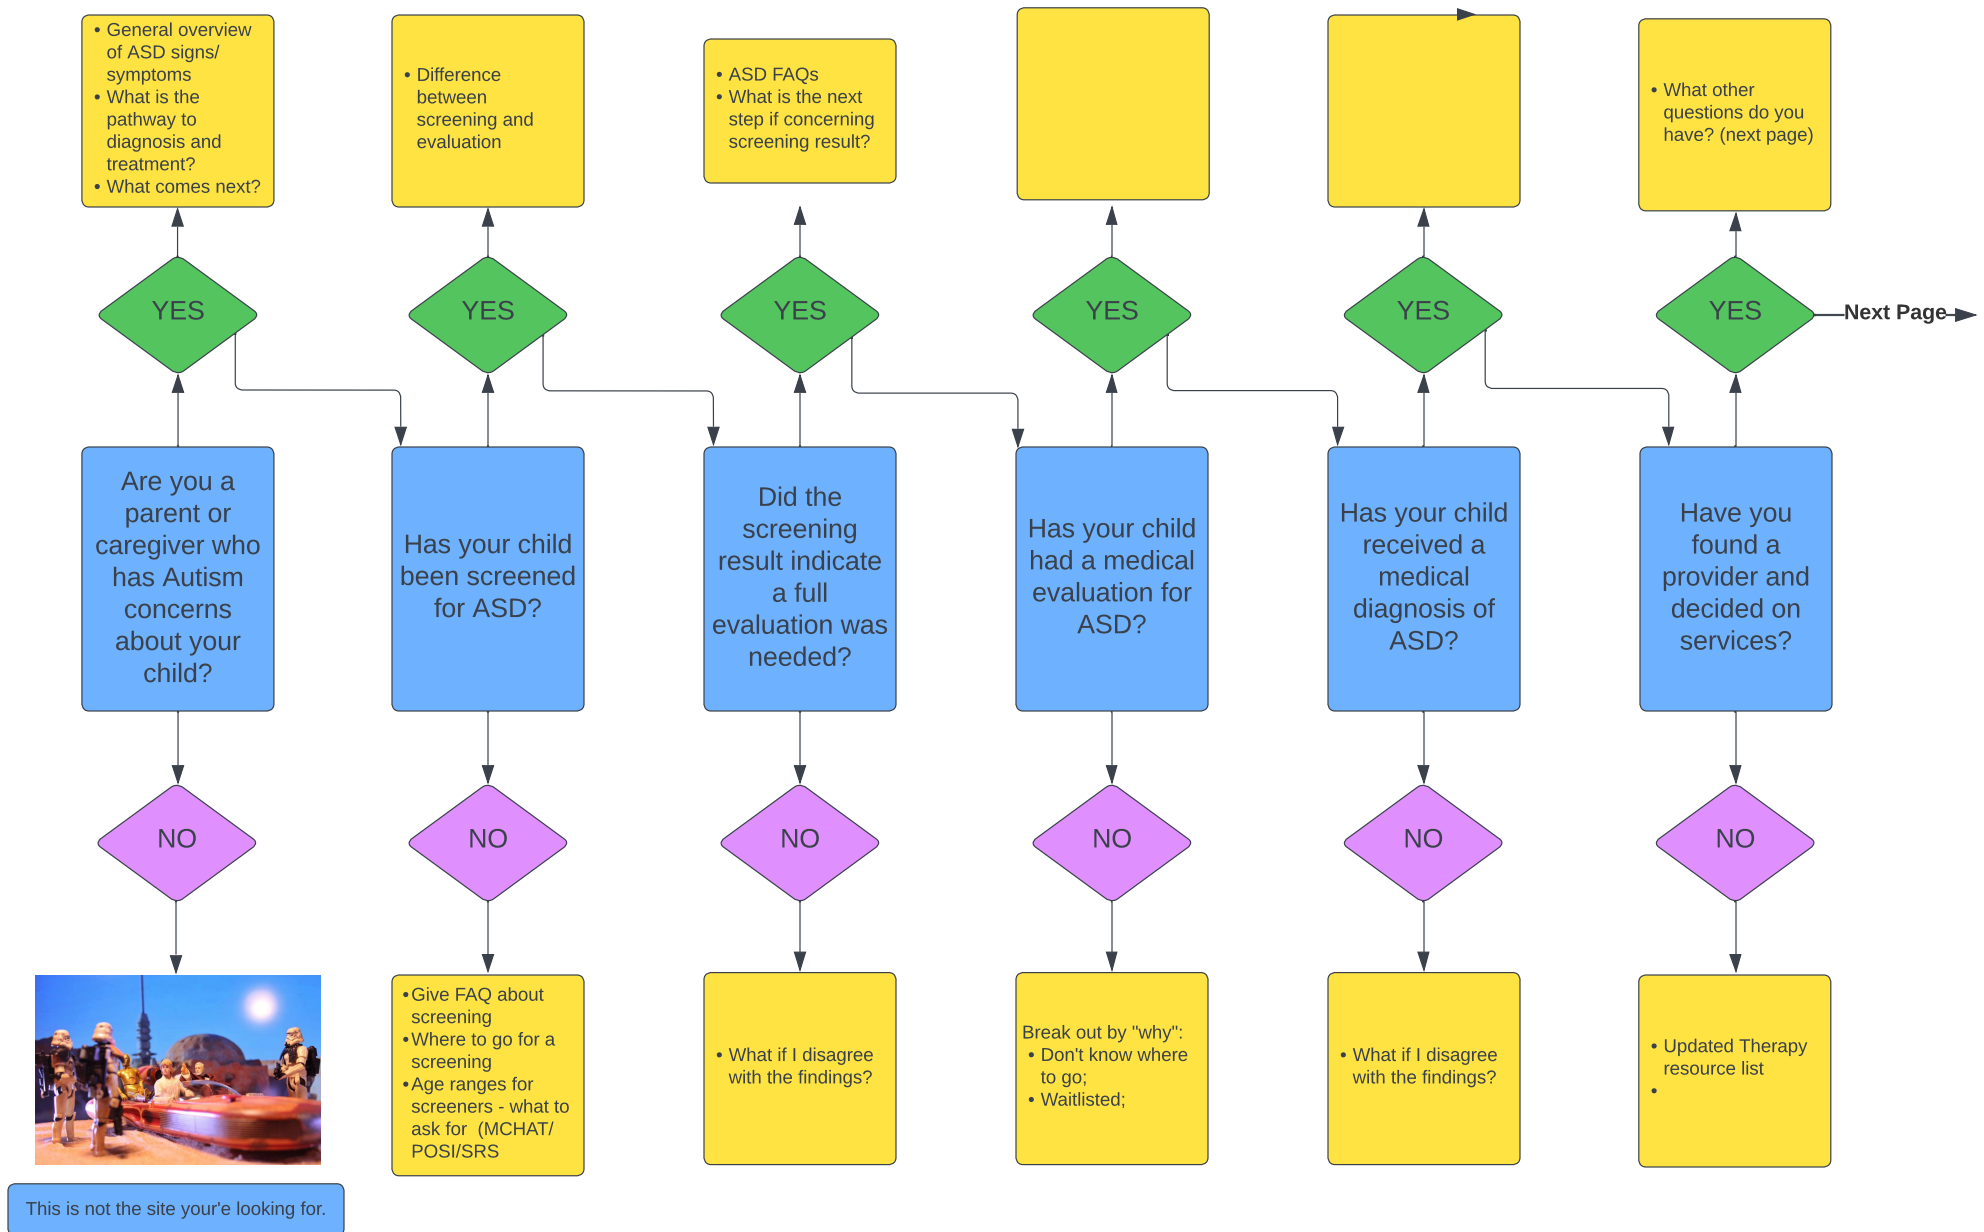 • General overview
of ASD signs/
symptoms
• What is the
pathway to
diagnosis and
treatment?
• What comes next?
• Difference
between
screening and
evaluation
• ASD FAQs
• What is the next
step if concerning
screening result?
• What other
questions do you
have? (next page)
YES
YES
YES
YES
YES
YES
Next Page
Are you a
parent or
caregiver who
has Autism
concerns
about your
child?
Has your child
been screened
for ASD?
Did the
screening
result indicate
a full
evaluation was
needed?
Has your child
had a medical
evaluation for
ASD?
Has your child
received a
medical
diagnosis of
ASD?
Have you
found a
provider and
decided on
services?
NO
NO
NO
NO
NO
NO
This is not the site your'e looking for.
•Give FAQ about
screening
•Where to go for a
screening
•Age ranges for
screeners - what to
ask for  (MCHAT/
POSI/SRS
• What if I disagree
with the findings?
Break out by "why":
• Don't know where
to go;
• Waitlisted;
• What if I disagree
with the findings?
• Updated Therapy
resource list
•